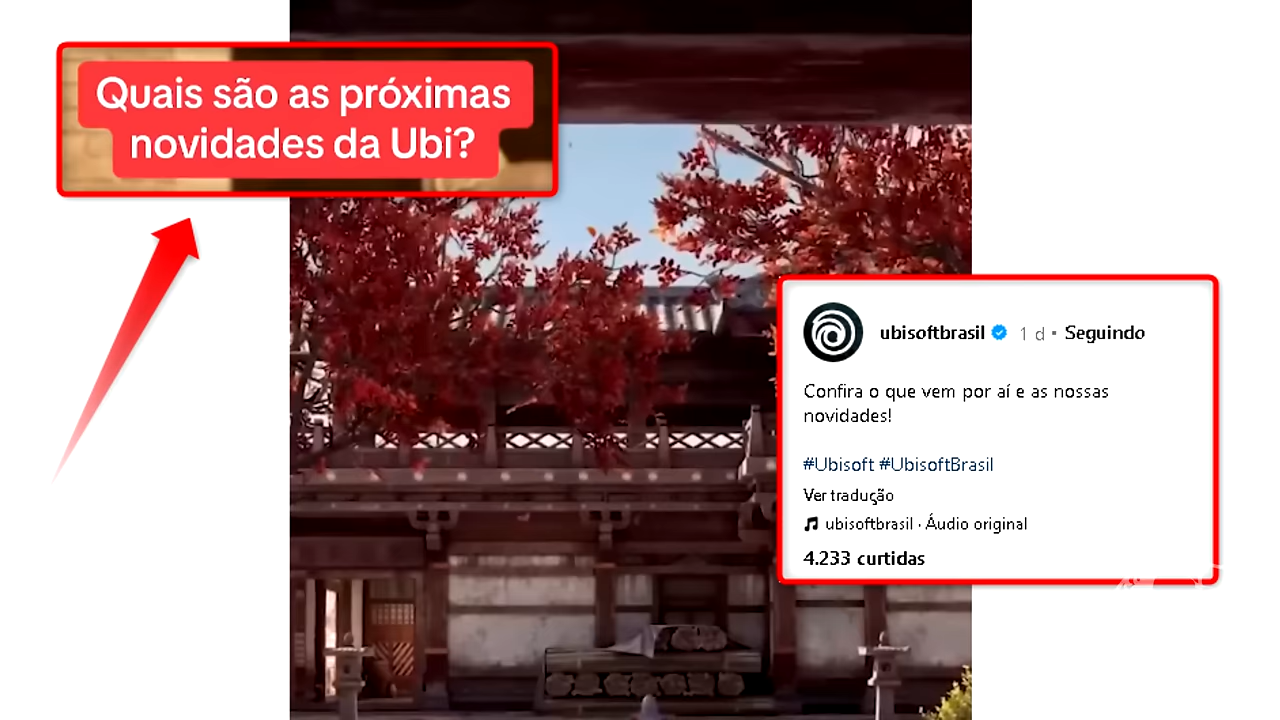 Quais são as próximas
novidades da Ubi?
ubisoftbrasil 1 d • Seguindo
Confira o que vem por aí e as nossas
novidades!
#Ubisoft #UbisoftBrasil
Ver tradução
ubisoftbrasil · Áudio original
4.233 curtidas